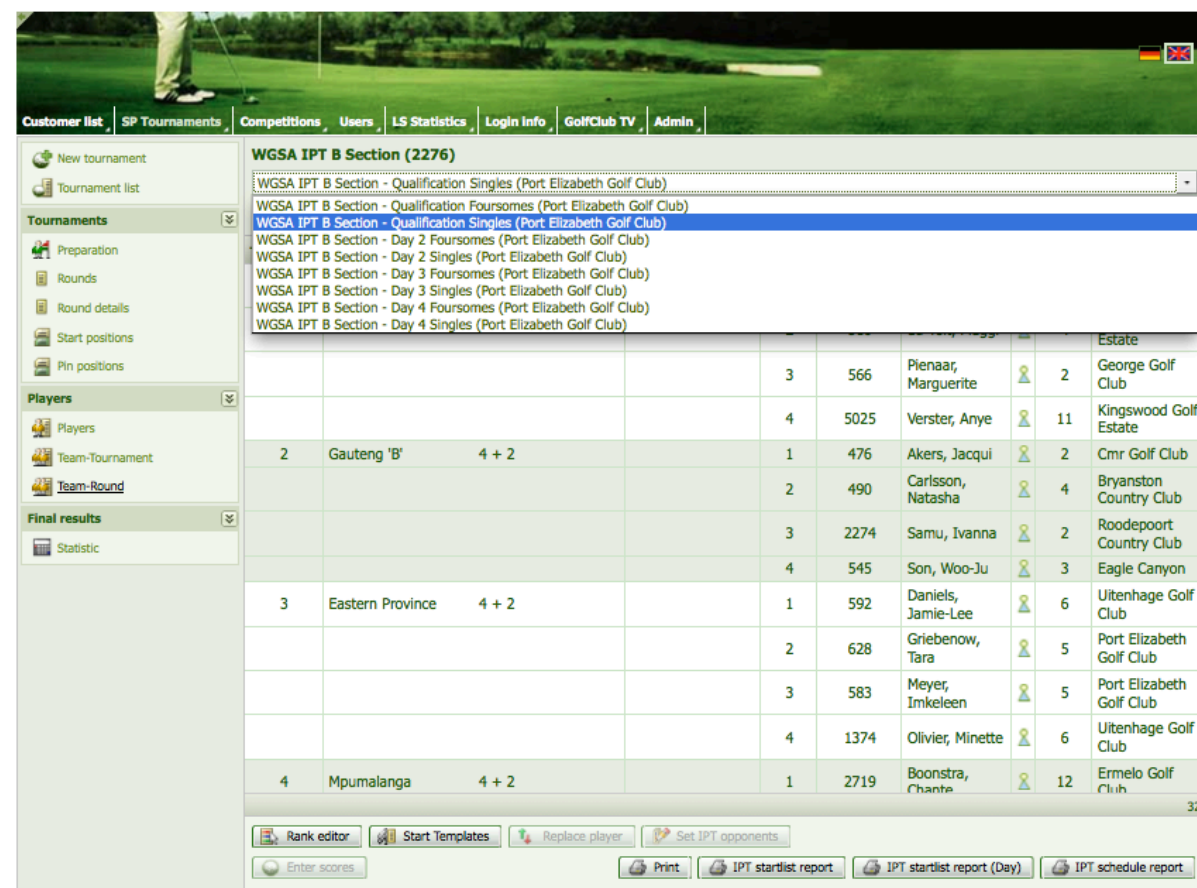 Customer list SP Tournaments Competitions Users LS Statistics Login info GolfClub TV Admin
New tournament
Tournament list
Tournaments
Preparation
Rounds
Round details
Start positions
Pin positions
Players
Players
Team-Tournament
Team-Round
Final results
Statistic
WGSA IPT B Section (2276)
WGSA IPT B Section - Qualification Singles (Port Elizabeth Golf Club)
WGSA IPT B Section - Qualification Foursomes (Port Elizabeth Golf Club)
WGSA IPT B Section - Qualification Singles (Port Elizabeth Golf Club)
WGSA IPT B Section - Day 2 Foursomes (Port Elizabeth Golf Club)
WGSA IPT B Section - Day 2 Singles (Port Elizabeth Golf Club)
WGSA IPT B Section - Day 3 Foursomes (Port Elizabeth Golf Club)
WGSA IPT B Section - Day 3 Singles (Port Elizabeth Golf Club)
WGSA IPT B Section - Day 4 Foursomes (Port Elizabeth Golf Club)
WGSA IPT B Section - Day 4 Singles (Port Elizabeth Golf Club)
Estate
3 566 Pienaar, Marguerite 2 George Golf Club
4 5025 Verster, Anye 11 Kingswood Golf Estate
2 Gauteng 'B' 4 + 2 1 476 Akers, Jacqui 2 Cmr Golf Club
2 490 Carlsson, Natasha 4 Bryanston Country Club
3 2274 Samu, Ivanna 2 Roodepoort Country Club
4 545 Son, Woo-Ju 3 Eagle Canyon
3 Eastern Province 4 + 2 1 592 Daniels, Jamie-Lee 6 Uitenhage Golf Club
2 628 Griebenow, Tara 5 Port Elizabeth Golf Club
3 583 Meyer, Imkeleen 5 Port Elizabeth Golf Club
4 1374 Olivier, Minette 6 Uitenhage Golf Club
4 Mpumalanga 4 + 2 1 2719 Boonstra, Chante 12 Ermelo Golf Club
32
Rank editor Start Templates Replace player Set IPT opponents
Enter scores Print IPT startlist report IPT startlist report (Day) IPT schedule report